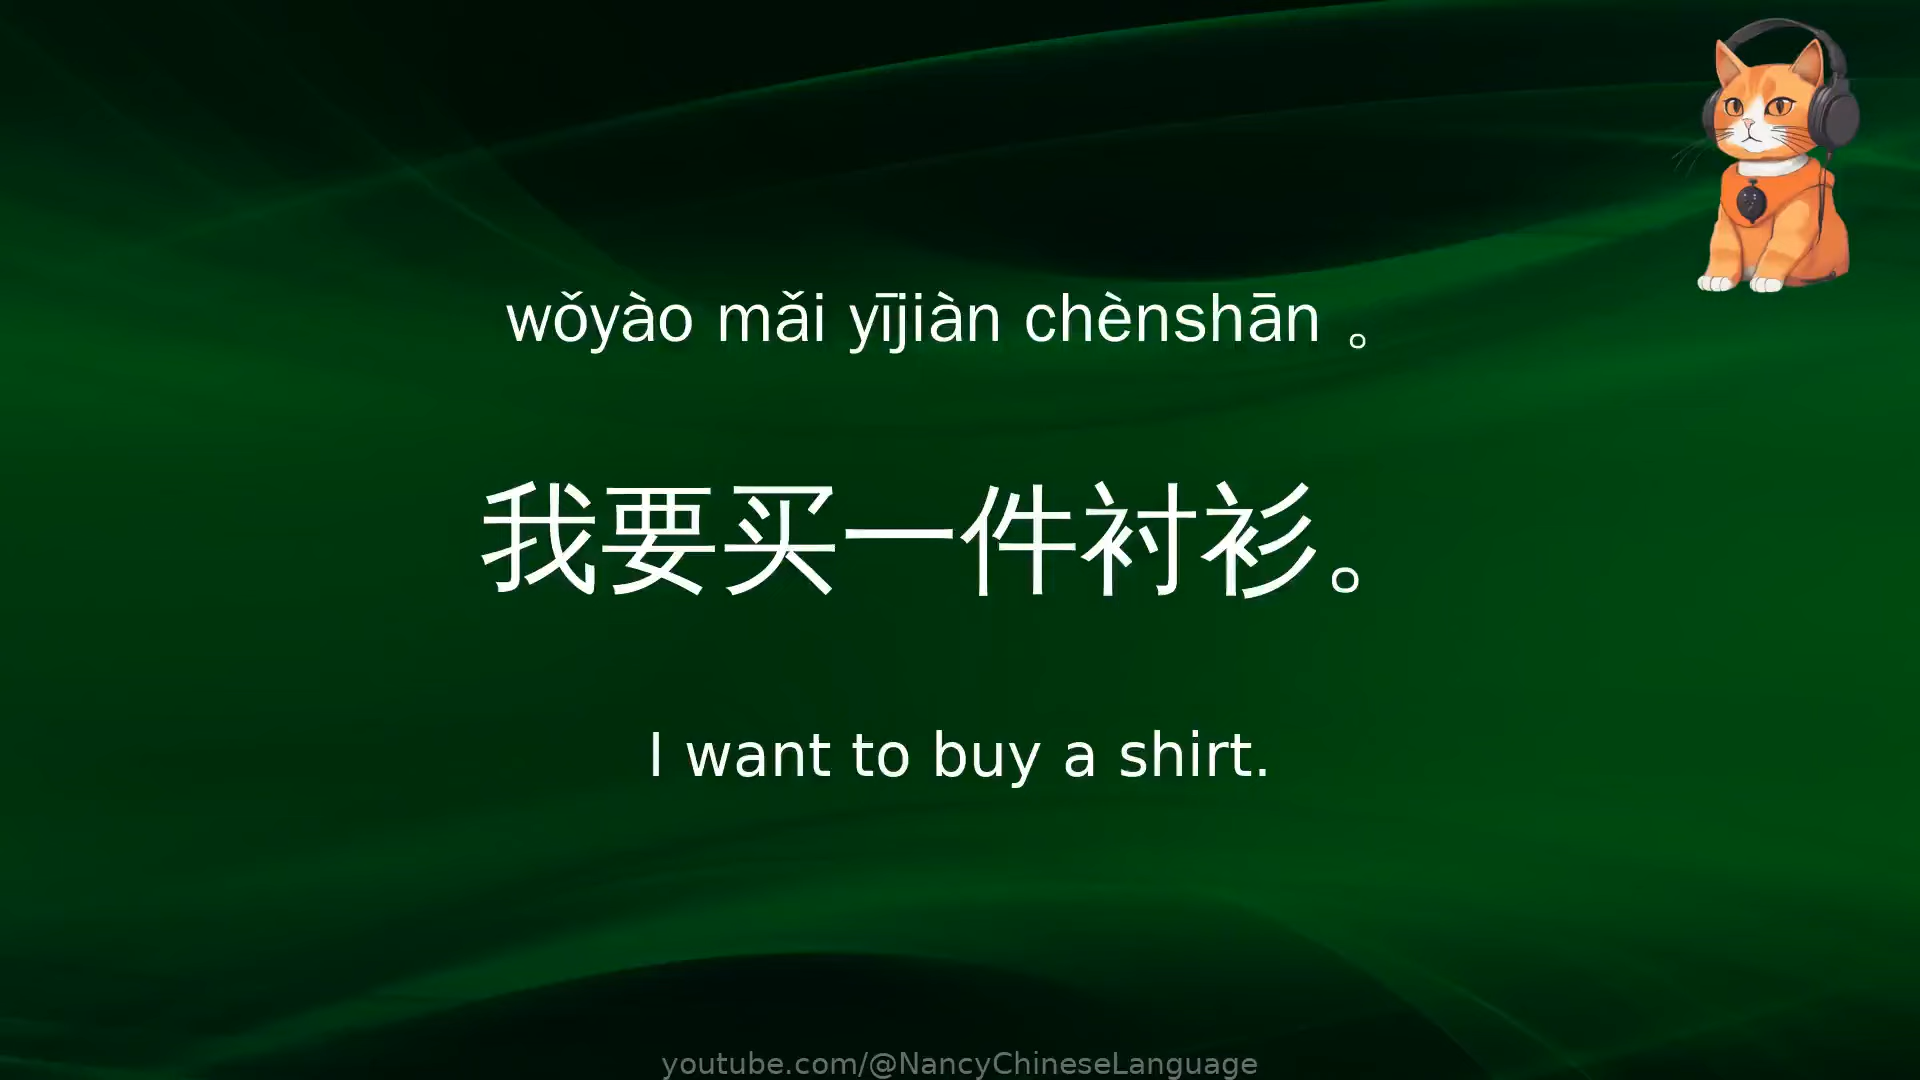 wǒyào mǎi yījiàn chènshān 。
我要买一件衬衫。
I want to buy a shirt.
youtube.com/@NancyChineseLanguage